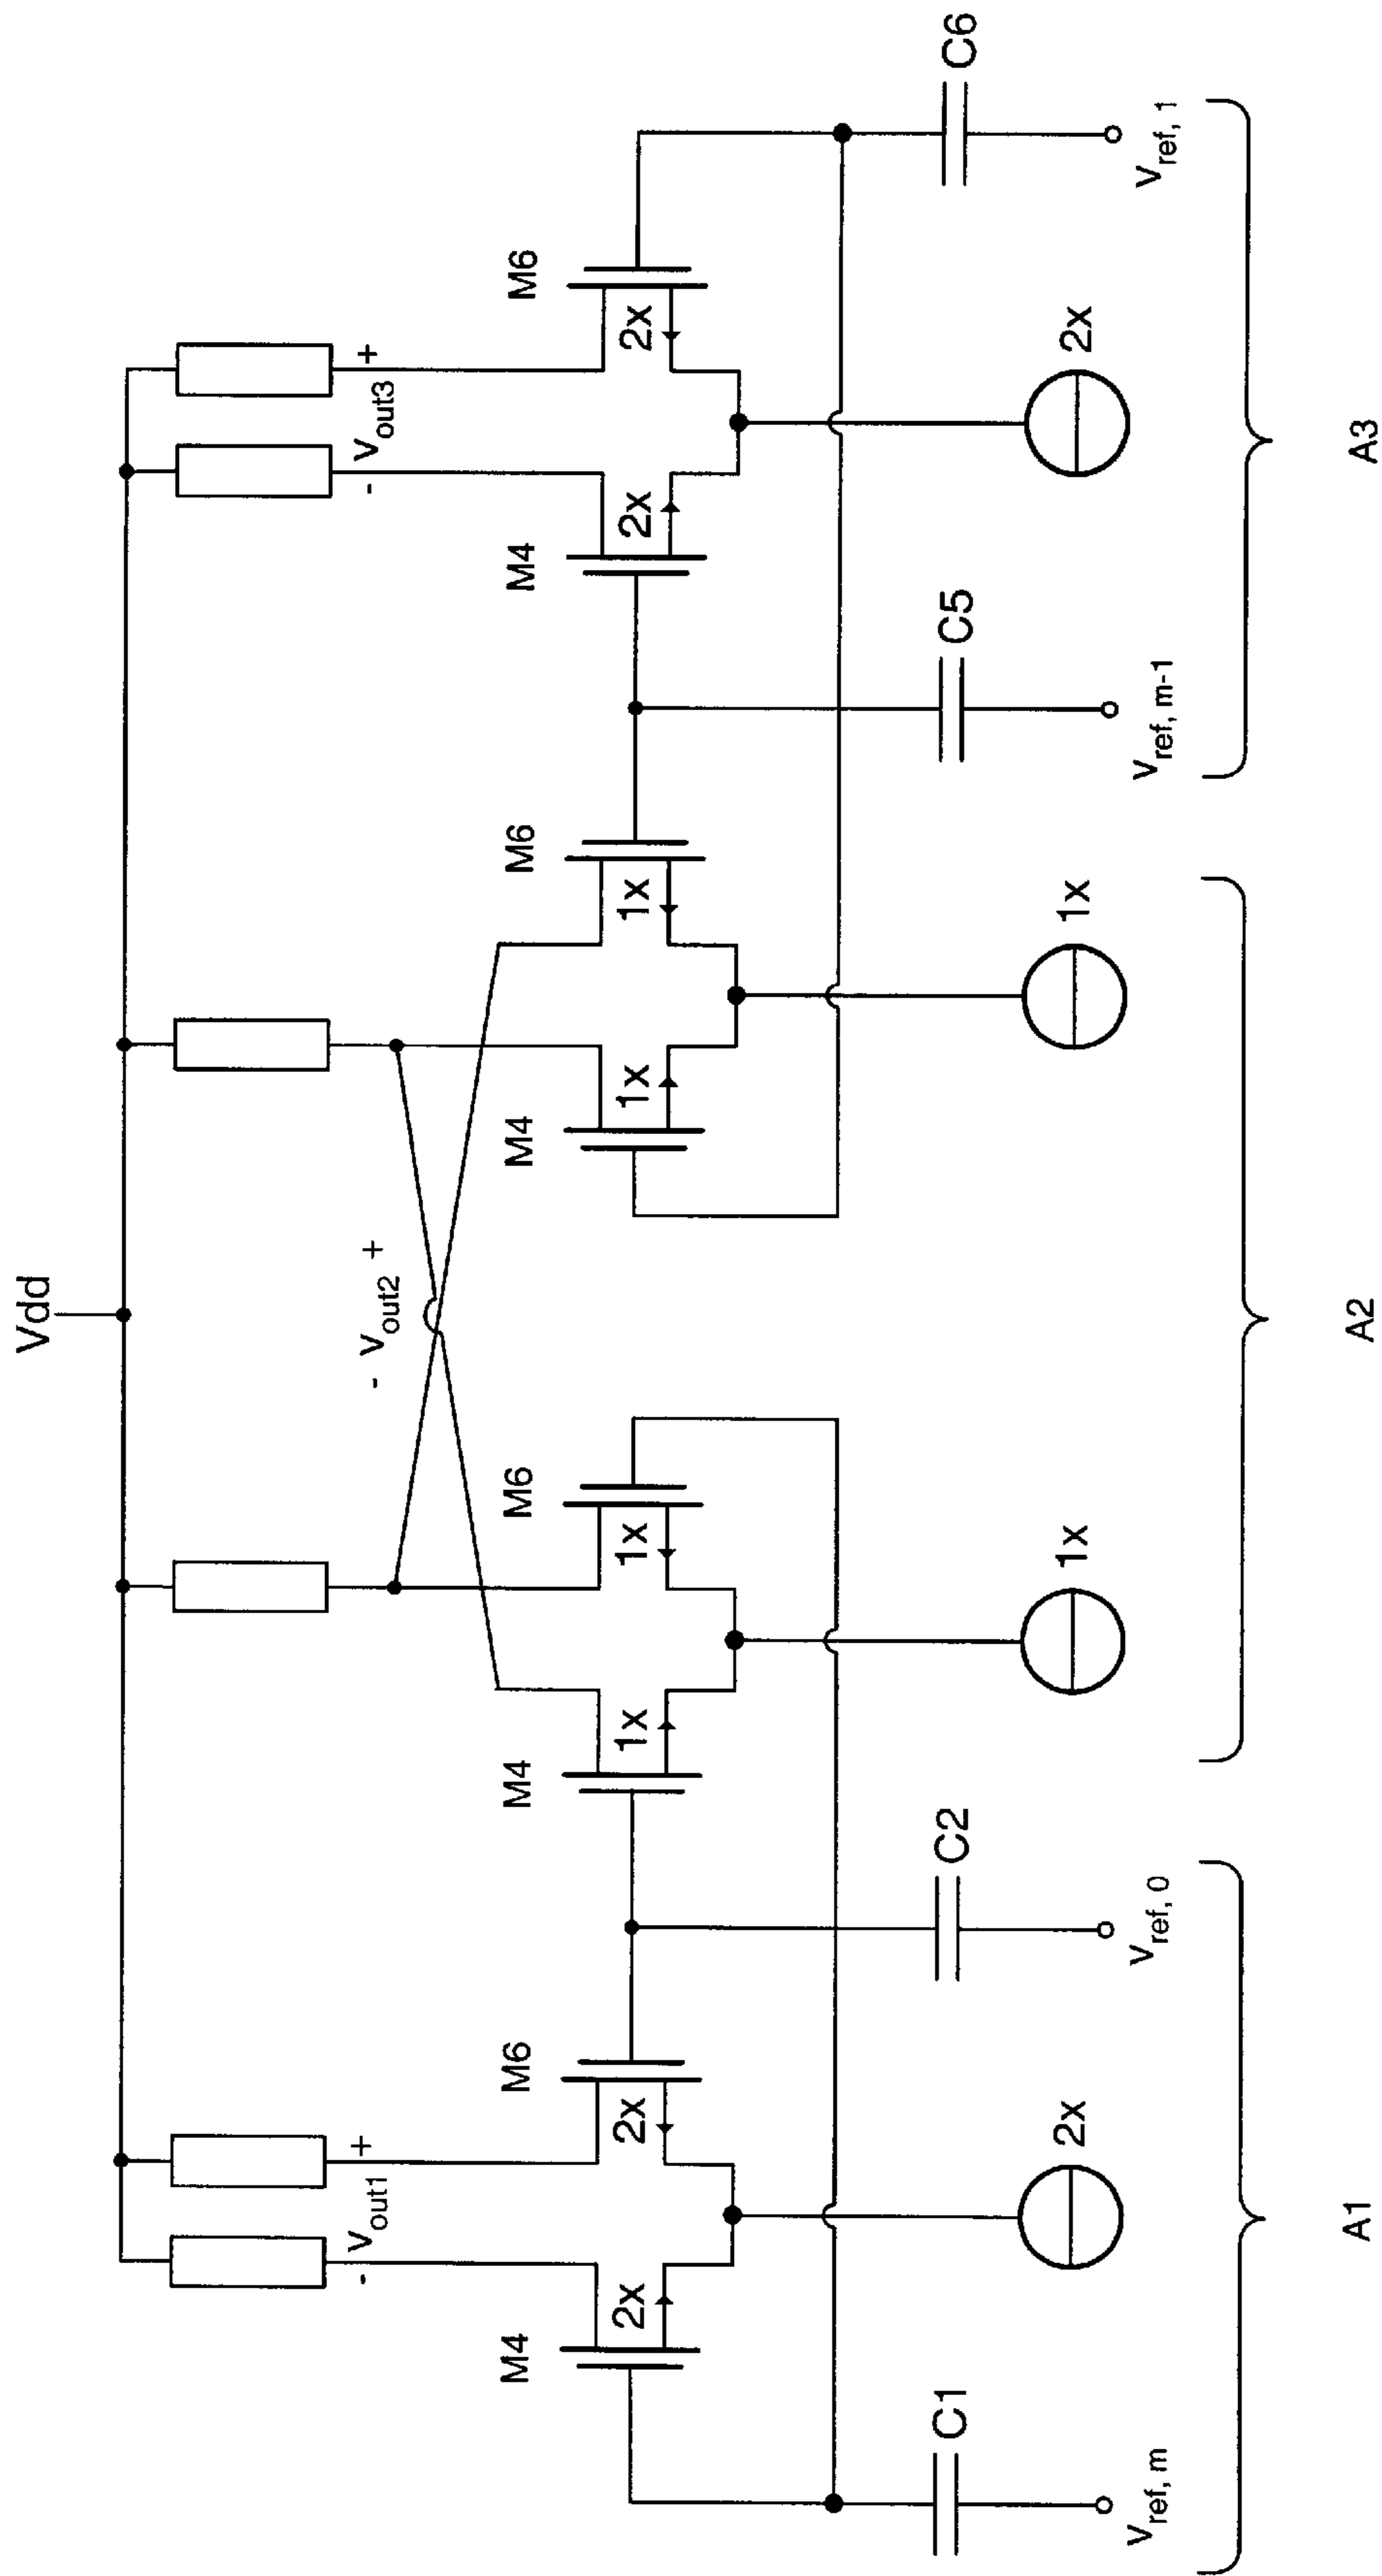 Vdd
- Vout1 +
- Vout2 +
- Vout3 +
M4 M6 M4 M6 M4 M6 M4 M6
2x 2x 1x 1x 1x 1x 2x 2x
C1 C2 C5 C6
2x 1x 1x 2x
Vref, m Vref, 0 Vref, m-1 Vref, 1
A1 A2 A3